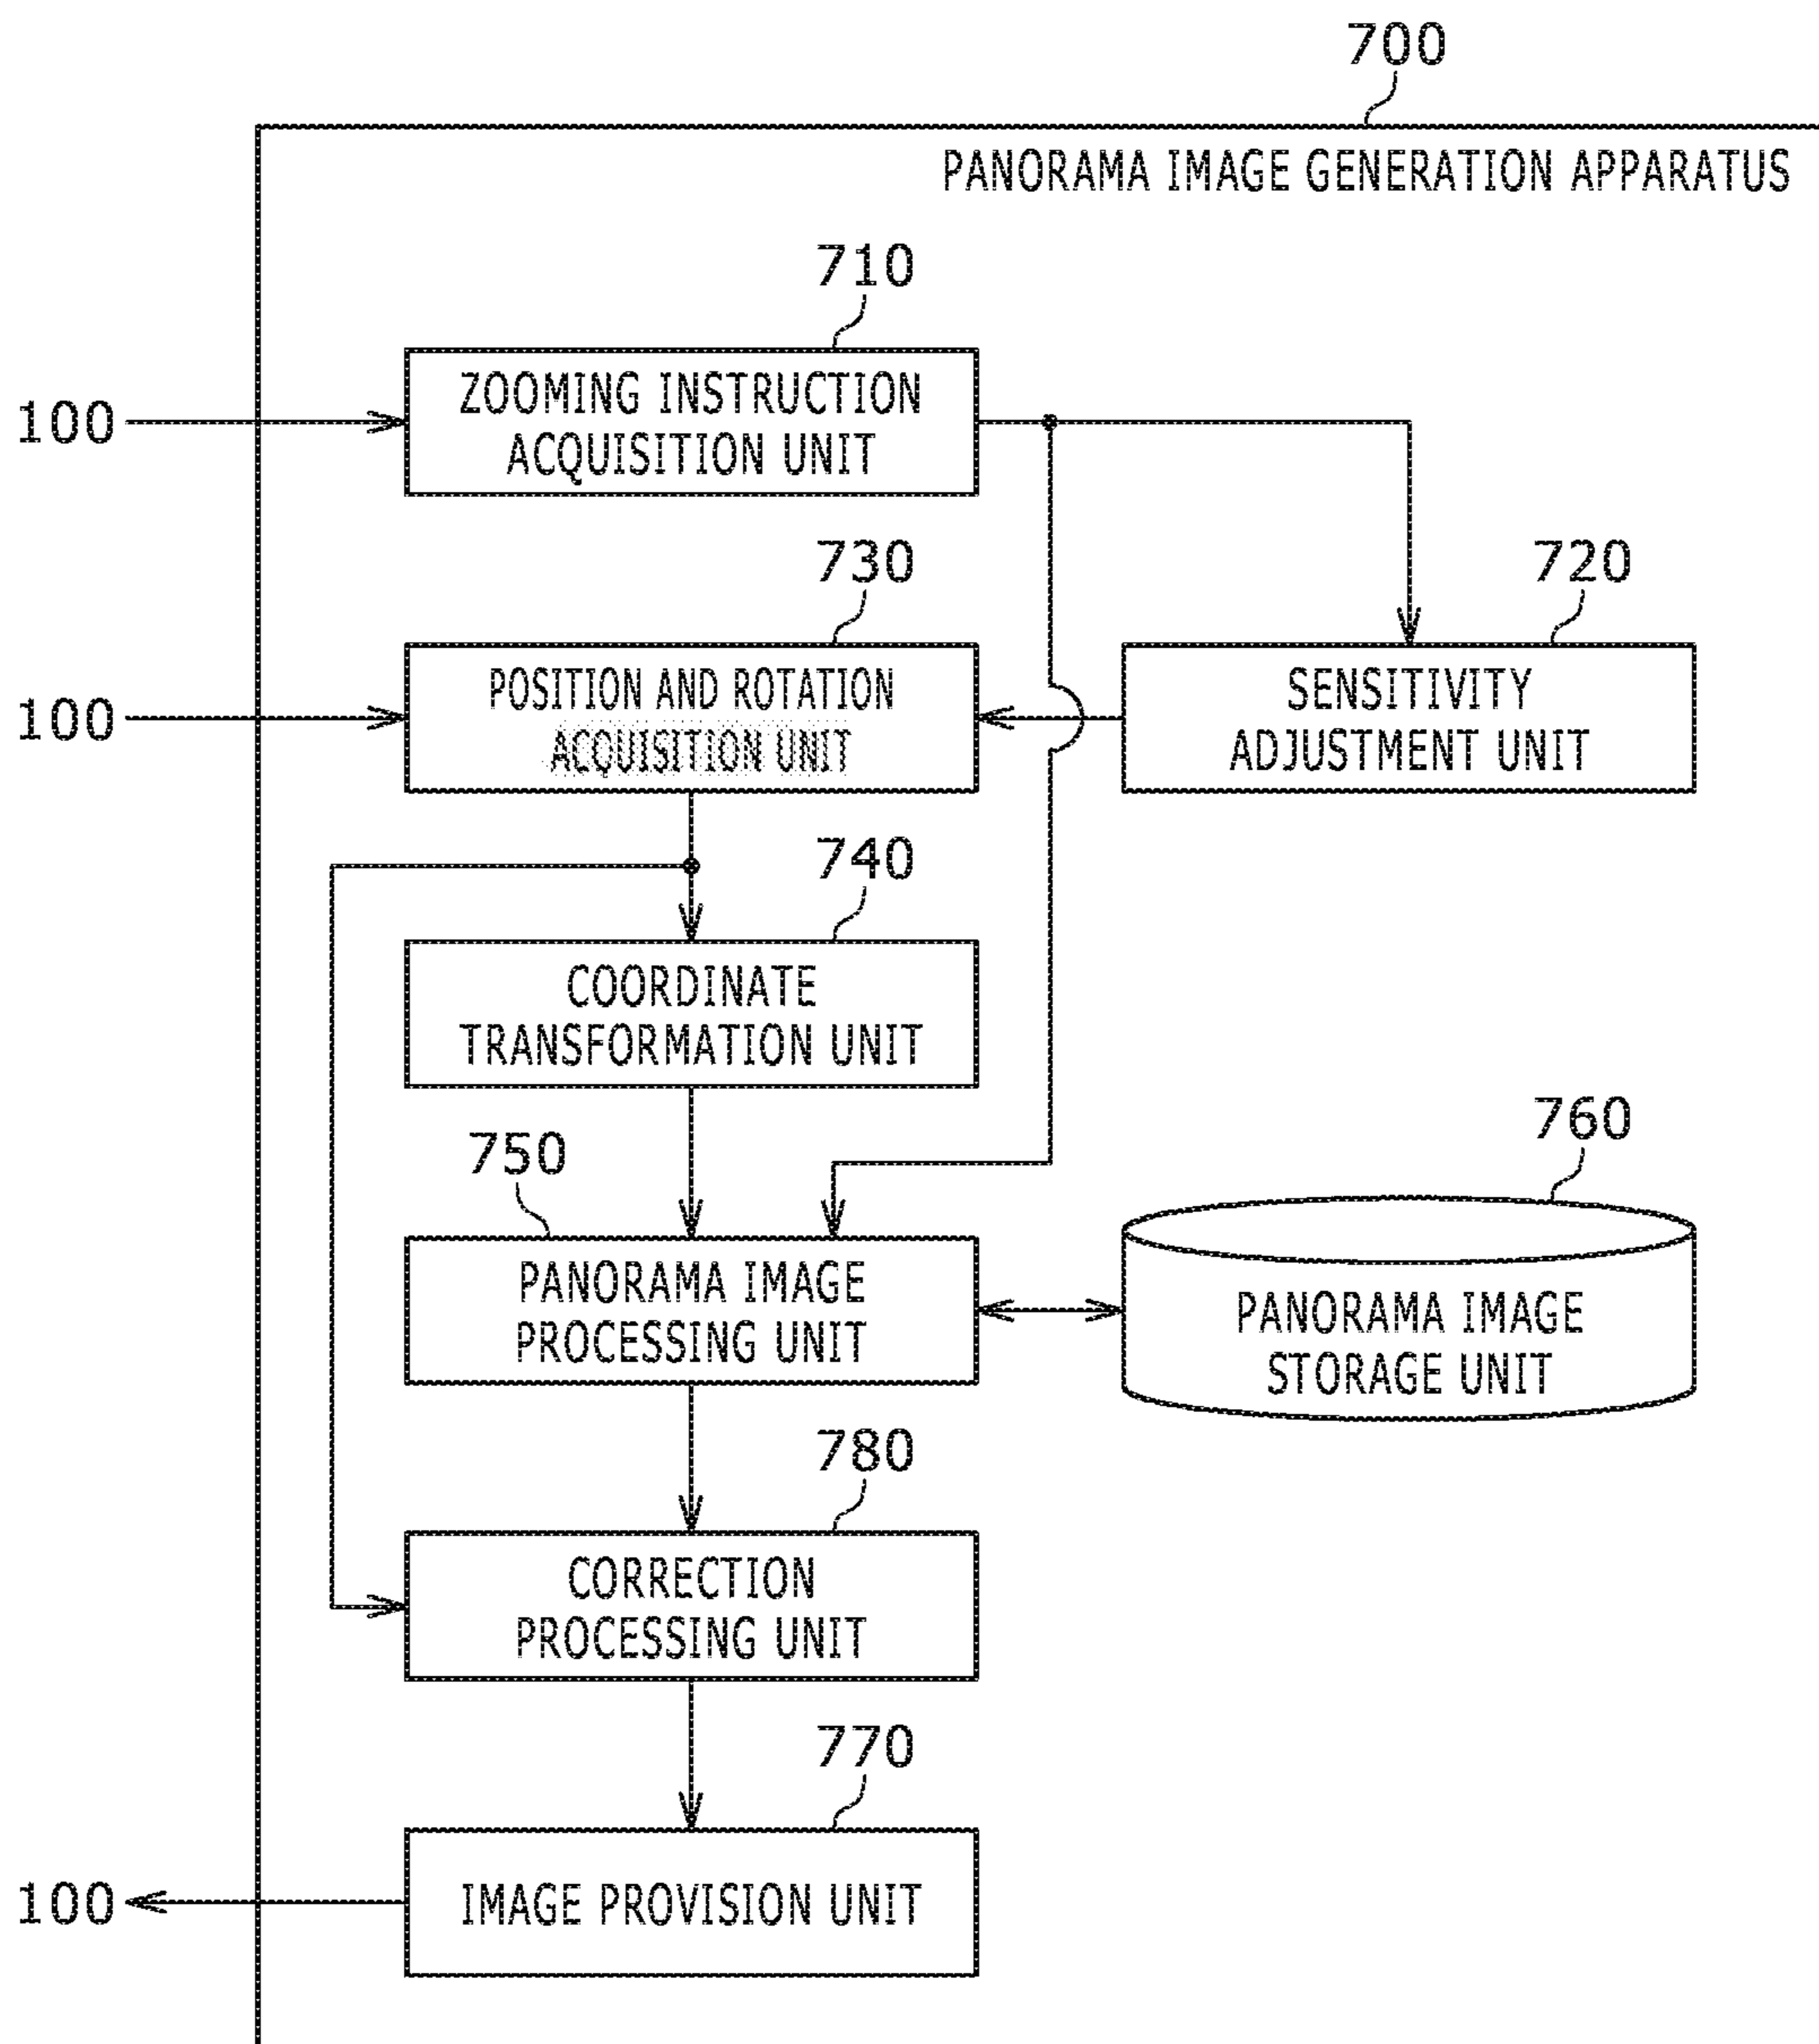 700
PANORAMA IMAGE GENERATION APPARATUS
710
100
ZOOMING INSTRUCTION
ACQUISITION UNIT
730
720
100
POSITION AND ROTATION
ACQUISITION UNIT
SENSITIVITY
ADJUSTMENT UNIT
740
COORDINATE
TRANSFORMATION UNIT
750
760
PANORAMA IMAGE
PROCESSING UNIT
PANORAMA IMAGE
STORAGE UNIT
780
CORRECTION
PROCESSING UNIT
770
100
IMAGE PROVISION UNIT